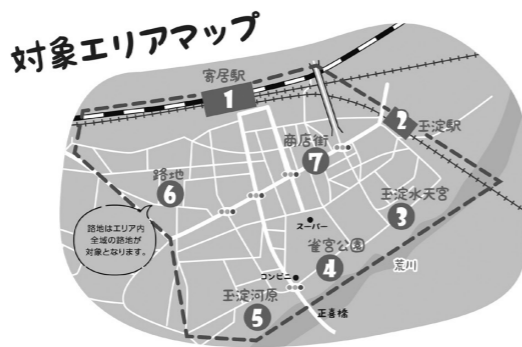 対象エリアマップ
寄居駅
1
2
玉淀駅
商店街
7
路地
6
玉淀水天宮
3
路地はエリア内
全域の路地が
対象となります。
スーパー
雀宮公園
4
荒川
コンビニ
玉淀河原
5
正喜橋